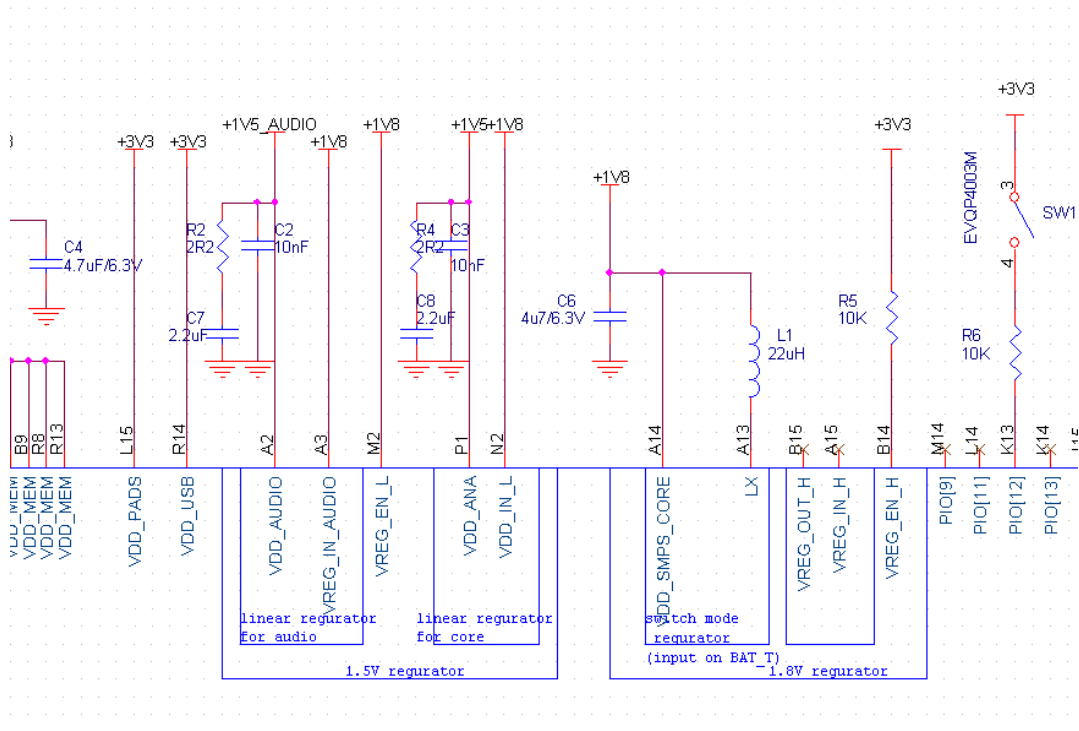 +3V3
+1V5_AUDIO
+1V8
+1V5+1V8
+3V3
+3V3
+3V3
+1V8
+1V8
EVQP4003M
3
SW1
4
C4
4.7uF/6.3V
R2
2R2
C2
10nF
R4
2R2
C3
10nF
C7
2.2uF
C8
2.2uF
C6
4u7/6.3V
L1
22uH
R5
10K
R6
10K
B9
R8
R13
L15
R14
A2
A3
M2
P1
N2
A14
A13
B15
A15
B14
M14
L14
K13
K14
VDD_MEM
VDD_MEM
VDD_MEM
VDD_MEM
VDD_PADS
VDD_USB
VDD_AUDIO
VREG_IN_AUDIO
VREG_EN_L
VDD_ANA
VDD_IN_L
VDD_SMPS_CORE
LX
VREG_OUT_H
VREG_IN_H
VREG_EN_H
PIO[9]
PIO[11]
PIO[12]
PIO[13]
linear regurator
for audio
linear regurator
for core
switch mode
regurator
(input on BAT_T)
1.5V regurator
1.8V regurator